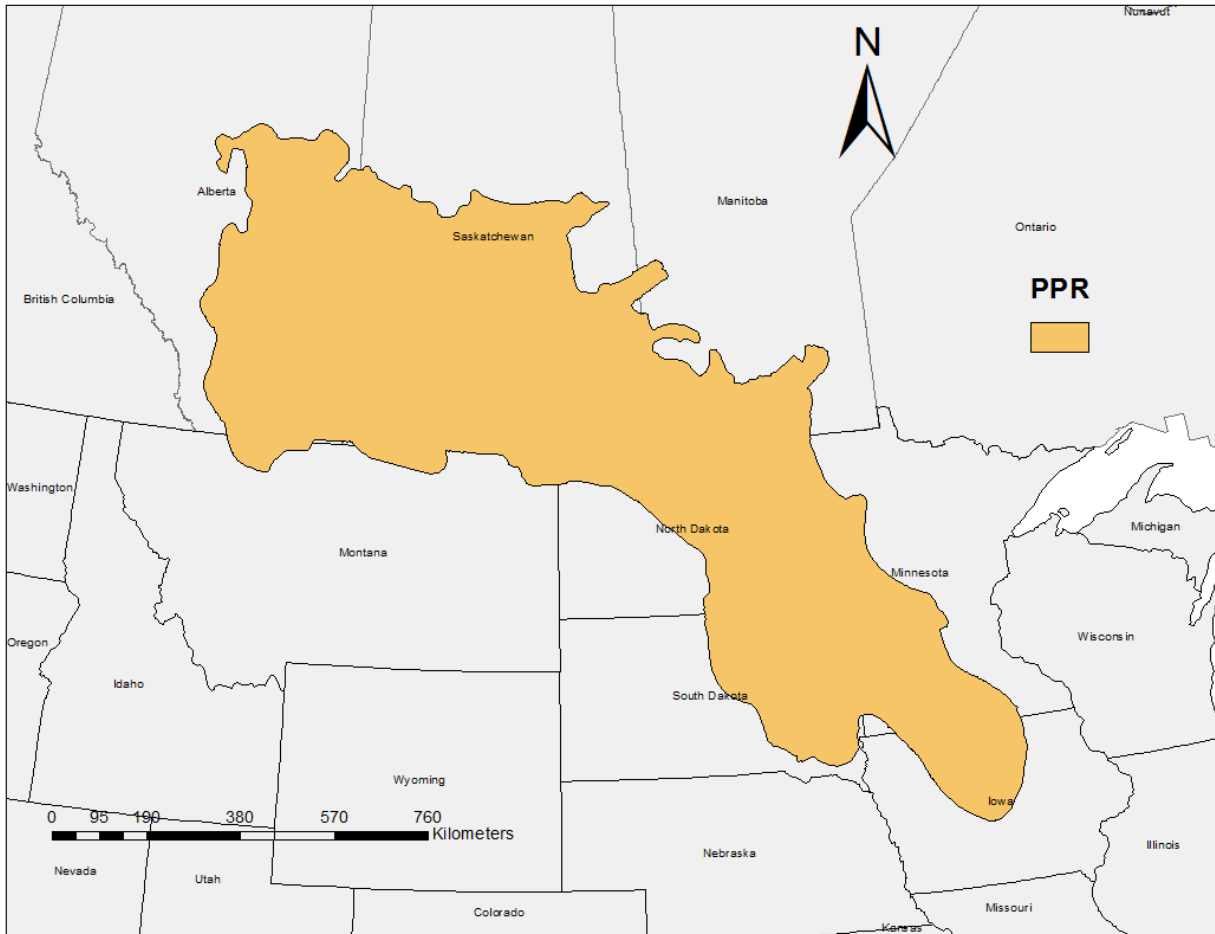 Nunavut
N
Alberta
Manitoba
Saskatchewan
Ontario
British Columbia
PPR
Washington
Montana
North Dakota
Michigan
Minnesota
Wisconsin
Oregon
Idaho
South Dakota
Wyoming
Iowa
0 95 190 380 570 760
Kilometers
Nebraska
Illinois
Nevada
Utah
Colorado
Missouri
Kansas